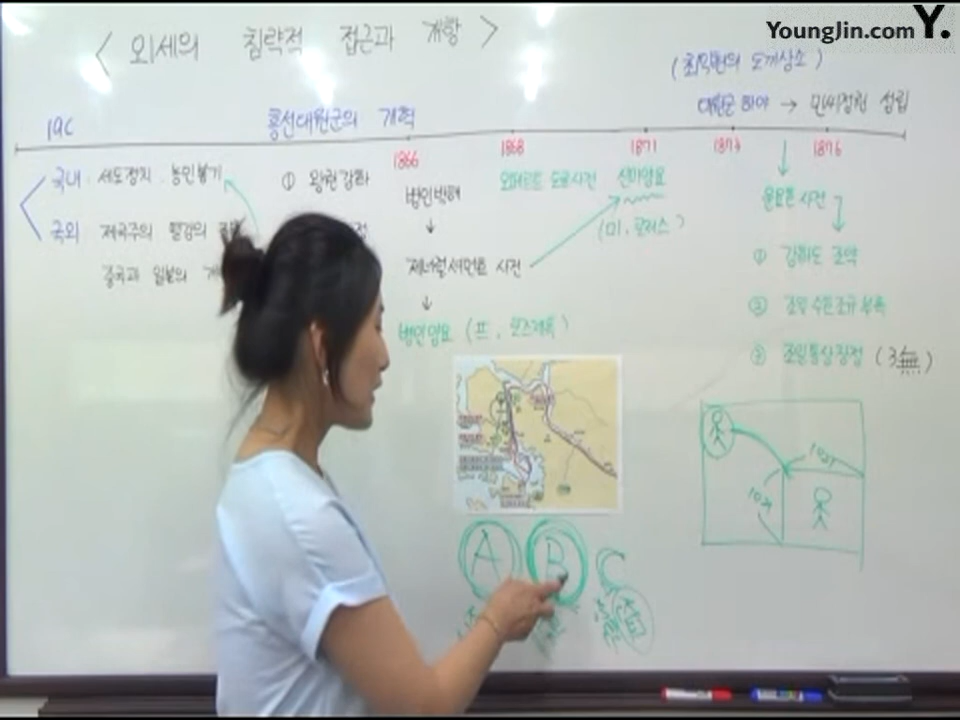 YoungJin.com Y.
< 외세의 침략적 접근과 개항 >
(최익현의 도끼상소)
대원군 하야 → 민씨정권 성립
19C 흥선대원군의 개혁
1866 1868 1871 1873 1876
국내 세도정치 . 농민봉기
① 왕권강화
병인박해
오페르트 도굴사건
신미양요
(미, 로저스)
운요호 사건
국외 제국주의
중국과 일본의
제너럴셔먼호 사건
병인양요 (프, 로즈제독)
① 강화도 조약
② 조일수호조규부록
③ 조일통상장정 (3無)
A B C